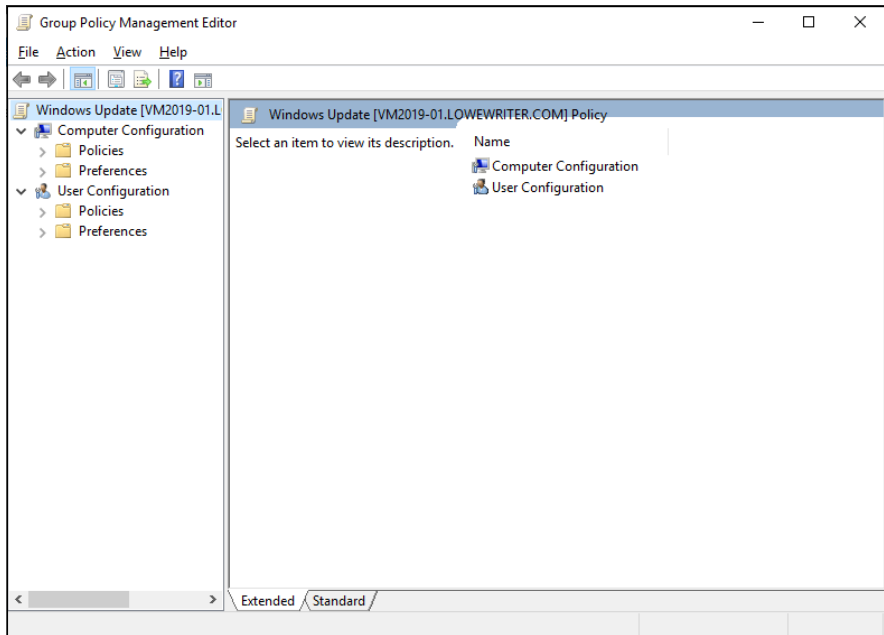 Group Policy Management Editor
File Action View Help
Windows Update [VM2019-01.L
Computer Configuration
Policies
Preferences
User Configuration
Policies
Preferences
Windows Update [VM2019-01.LOWEWRITER.COM] Policy
Select an item to view its description.
Name
Computer Configuration
User Configuration
Extended Standard